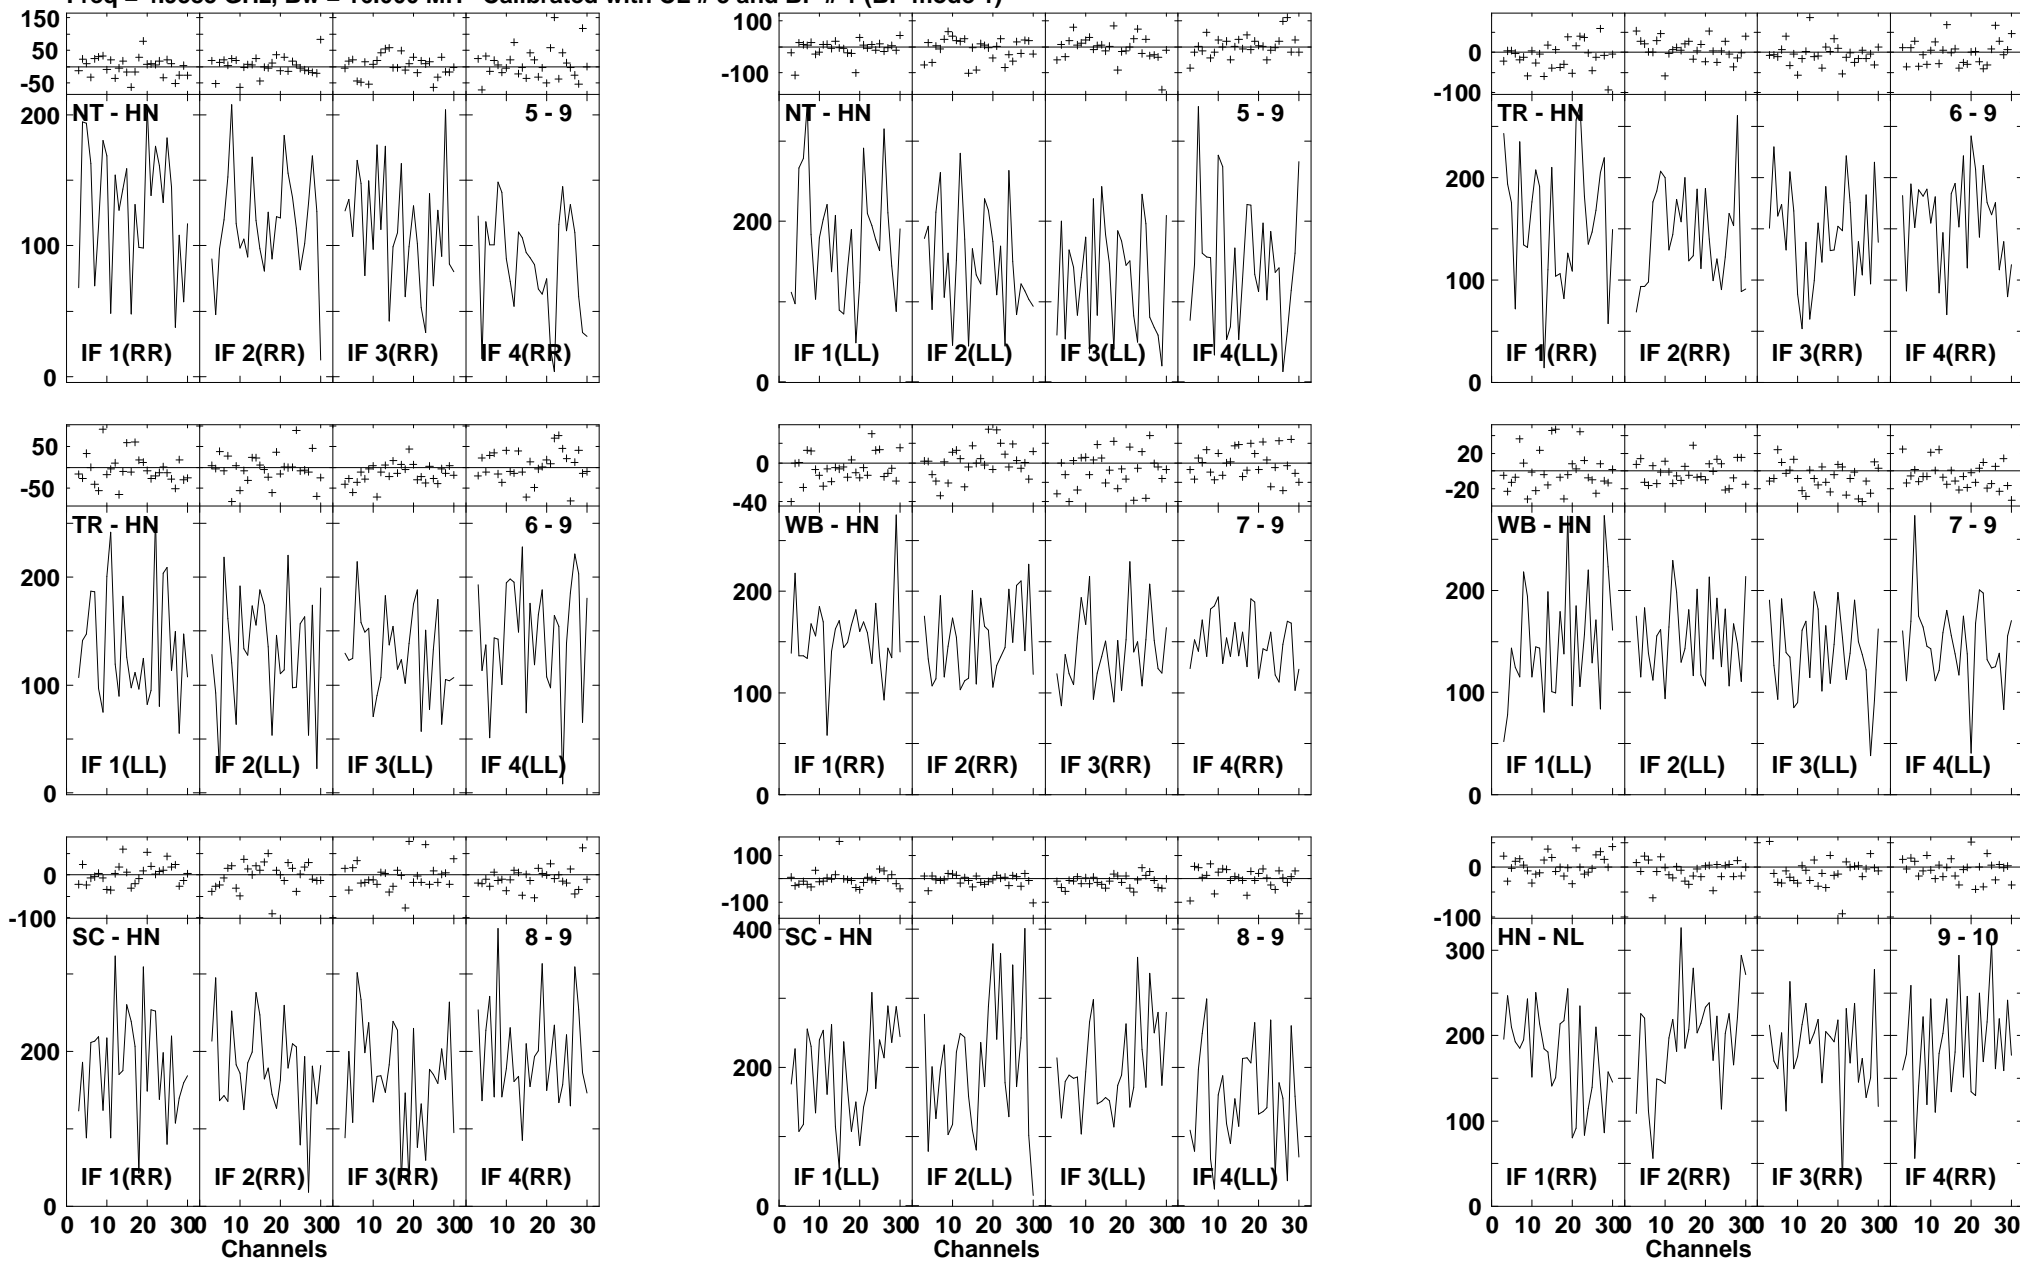 150
50
-50
NT - HN 5 - 9
200
100
0
IF 1(RR) IF 2(RR) IF 3(RR) IF 4(RR)
100
-100
NT - HN 5 - 9
200
0
IF 1(LL) IF 2(LL) IF 3(LL) IF 4(LL)
0
-100
TR - HN 6 - 9
200
100
0
IF 1(RR) IF 2(RR) IF 3(RR) IF 4(RR)
50
-50
TR - HN 6 - 9
200
100
0
IF 1(LL) IF 2(LL) IF 3(LL) IF 4(LL)
0
-40
WB - HN 7 - 9
200
100
0
IF 1(RR) IF 2(RR) IF 3(RR) IF 4(RR)
20
-20
WB - HN 7 - 9
200
100
0
IF 1(LL) IF 2(LL) IF 3(LL) IF 4(LL)
0
-100
SC - HN 8 - 9
200
0
IF 1(RR) IF 2(RR) IF 3(RR) IF 4(RR)
0 10 20 30 0 10 20 30 0 10 20 30 0 10 20 30
Channels
100
-100
SC - HN 8 - 9
400
200
0
IF 1(LL) IF 2(LL) IF 3(LL) IF 4(LL)
0 10 20 30 0 10 20 30 0 10 20 30 0 10 20 30
Channels
0
-100
HN - NL 9 - 10
300
200
100
0
IF 1(RR) IF 2(RR) IF 3(RR) IF 4(RR)
0 10 20 30 0 10 20 30 0 10 20 30 0 10 20 30
Channels